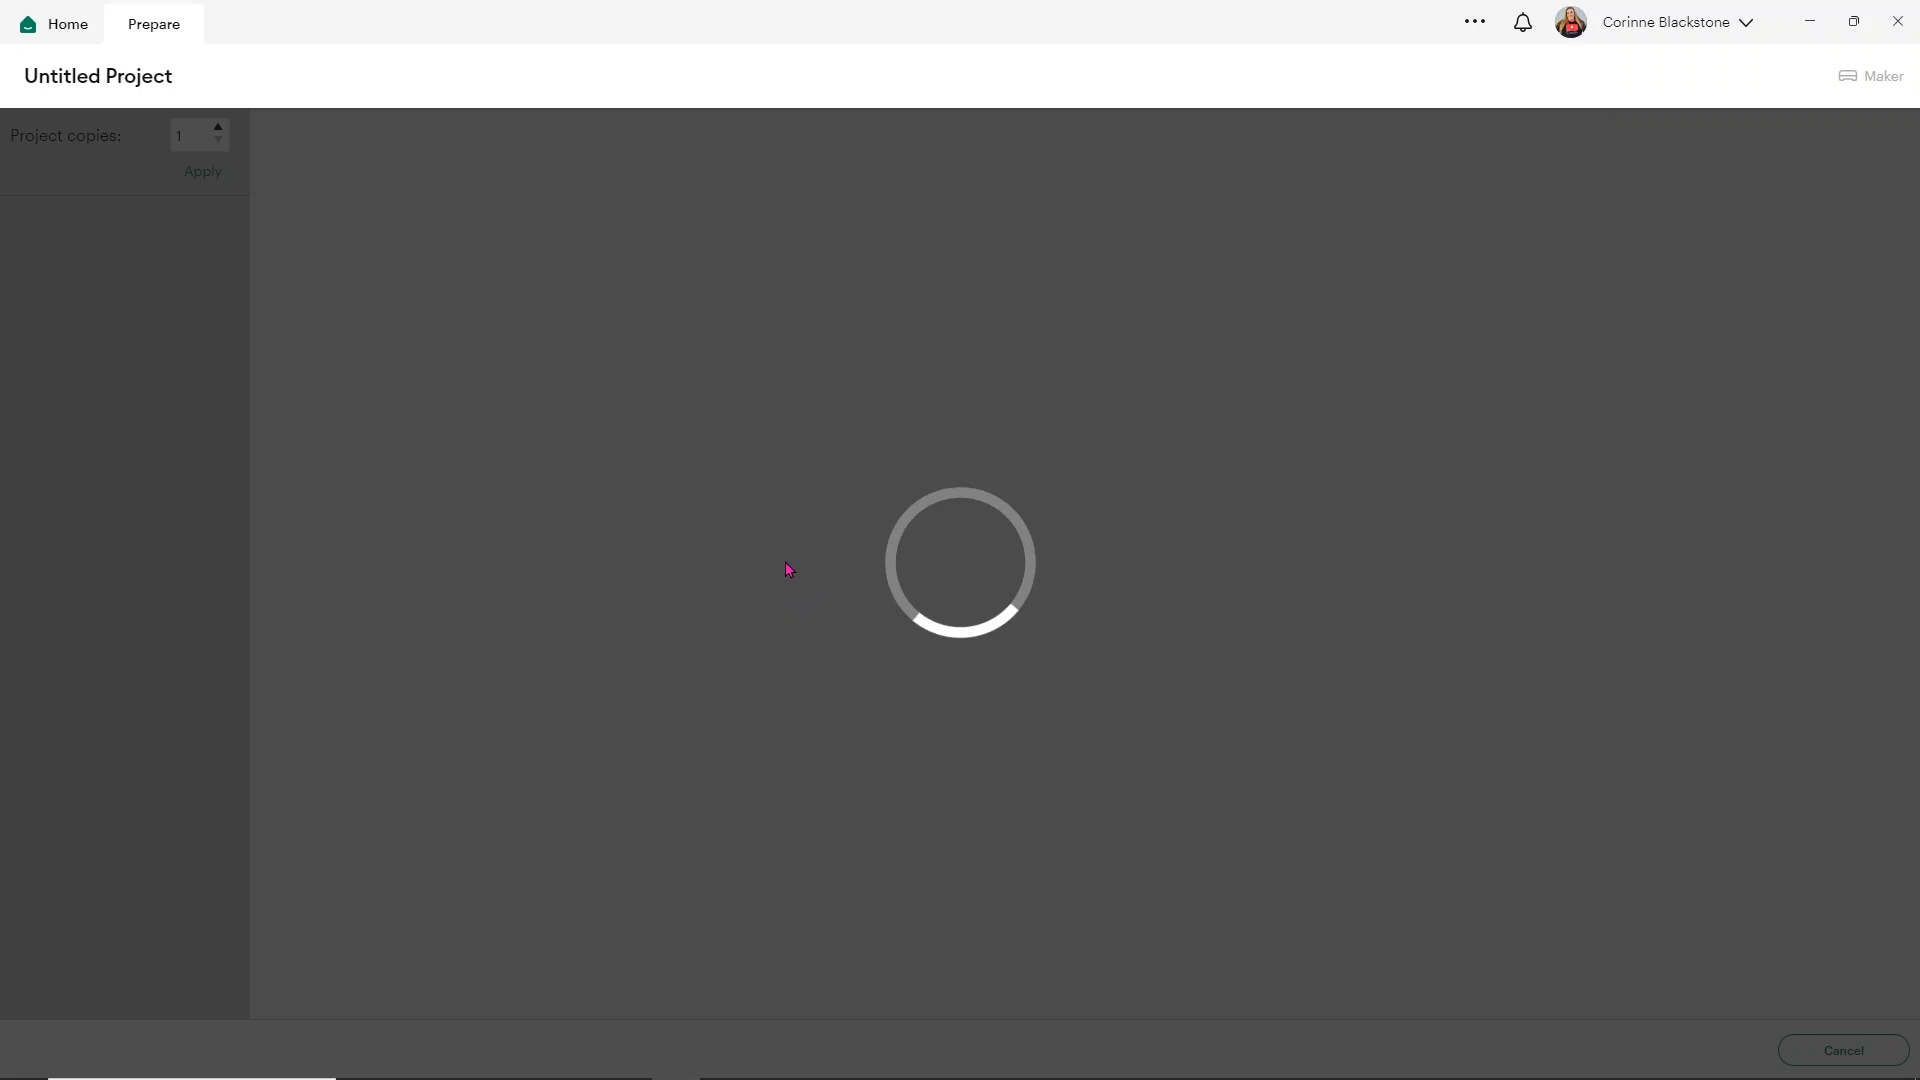 Home
Prepare
Corinne Blackstone
Untitled Project
Maker
Project copies:
1
Apply
Cancel